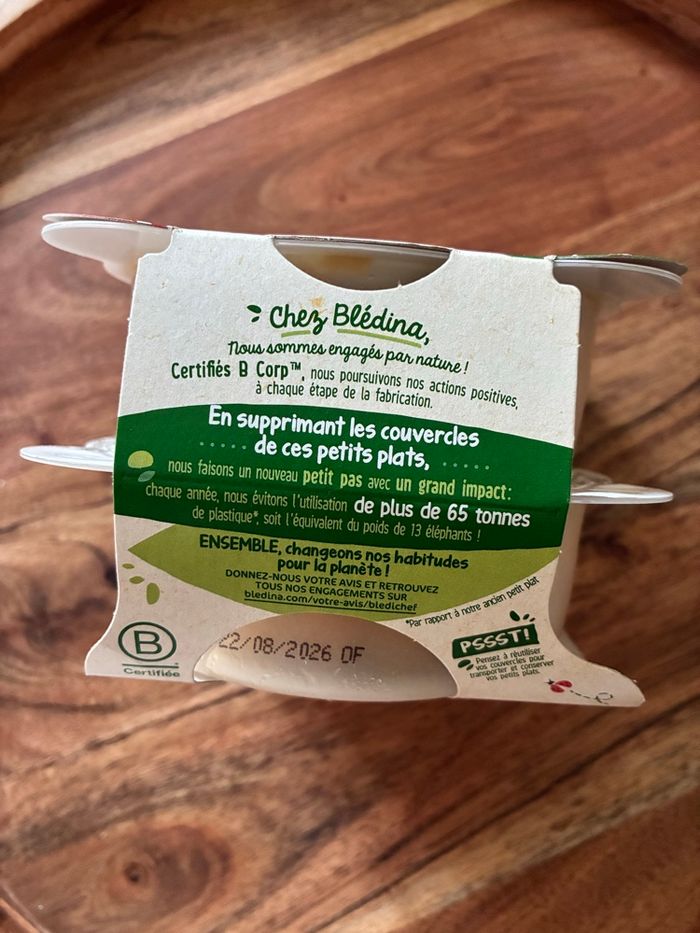 Chez Blédina,
Nous sommes engagés par nature !
Certifiés B Corp™, nous poursuivons nos actions positives,
à chaque étape de la fabrication.
En supprimant les couvercles
de ces petits plats,
nous faisons un nouveau petit pas avec un grand impact :
chaque année, nous évitons l'utilisation de plus de 65 tonnes
de plastique*, soit l'équivalent du poids de 13 éléphants !
ENSEMBLE, changeons nos habitudes
pour la planète !
DONNEZ-NOUS VOTRE AVIS ET RETROUVEZ
TOUS NOS ENGAGEMENTS SUR
bledina.com/votre-avis/bledichef
*Par rapport à notre ancien petit plat
B
Certifiée
22/08/2026 OF
PSSST!
Pensez à réutiliser
vos couvercles pour
transporter et conserver
vos petits plats.